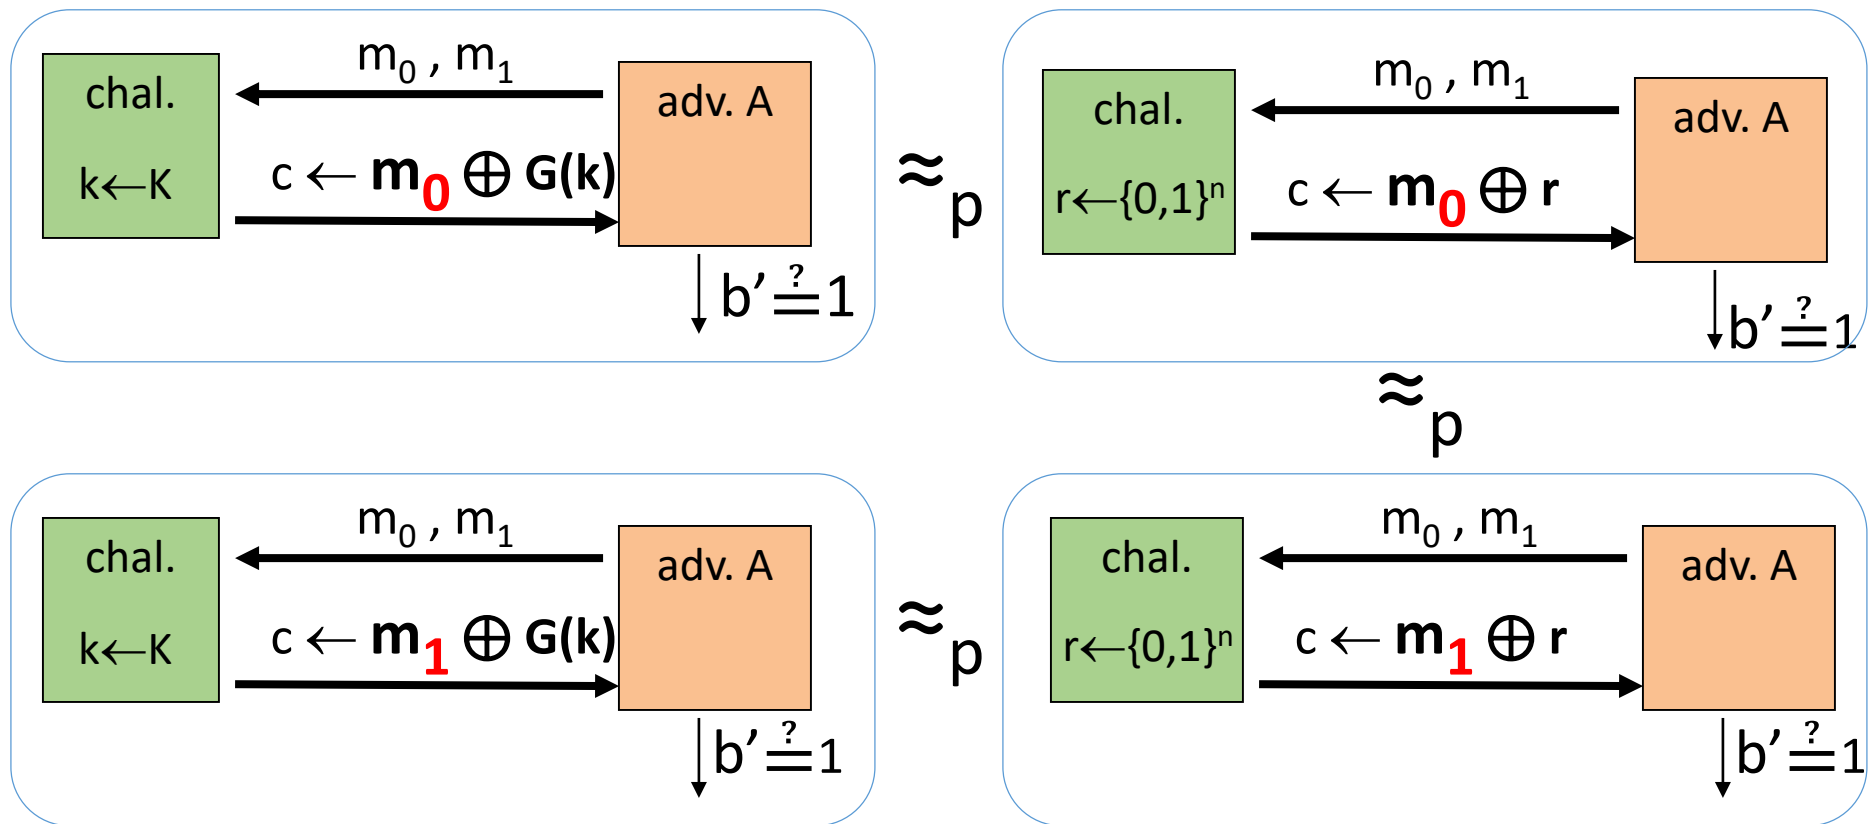 m₀ , m₁
chal.
adv. A
k←K
c ← m₀ ⊕ G(k)
b′ ≟ 1
≈p
m₀ , m₁
chal.
adv. A
r←{0,1}ⁿ
c ← m₀ ⊕ r
b′ ≟ 1
≈p
m₀ , m₁
chal.
adv. A
k←K
c ← m₁ ⊕ G(k)
b′ ≟ 1
≈p
m₀ , m₁
chal.
adv. A
r←{0,1}ⁿ
c ← m₁ ⊕ r
b′ ≟ 1